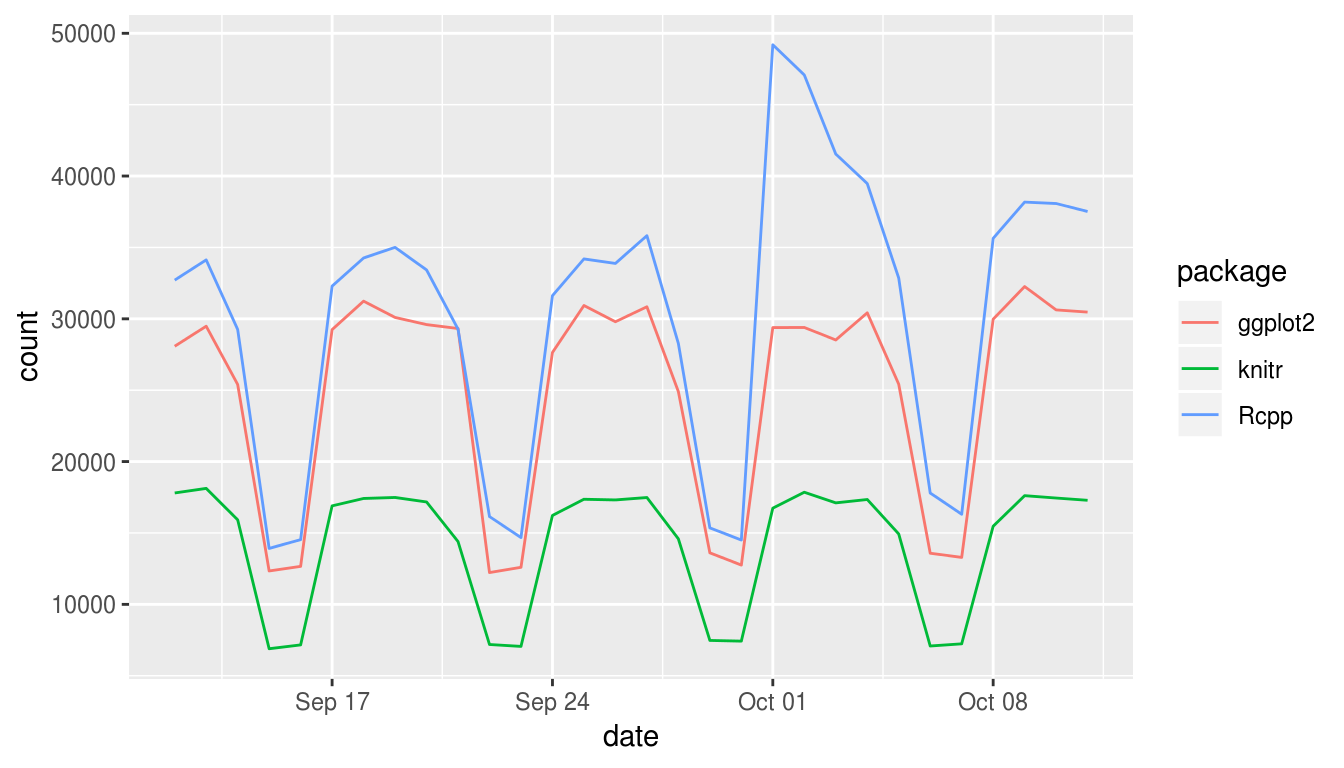 50000
40000
30000
20000
10000
count
Sep 17
Sep 24
Oct 01
Oct 08
date
package
ggplot2
knitr
Rcpp